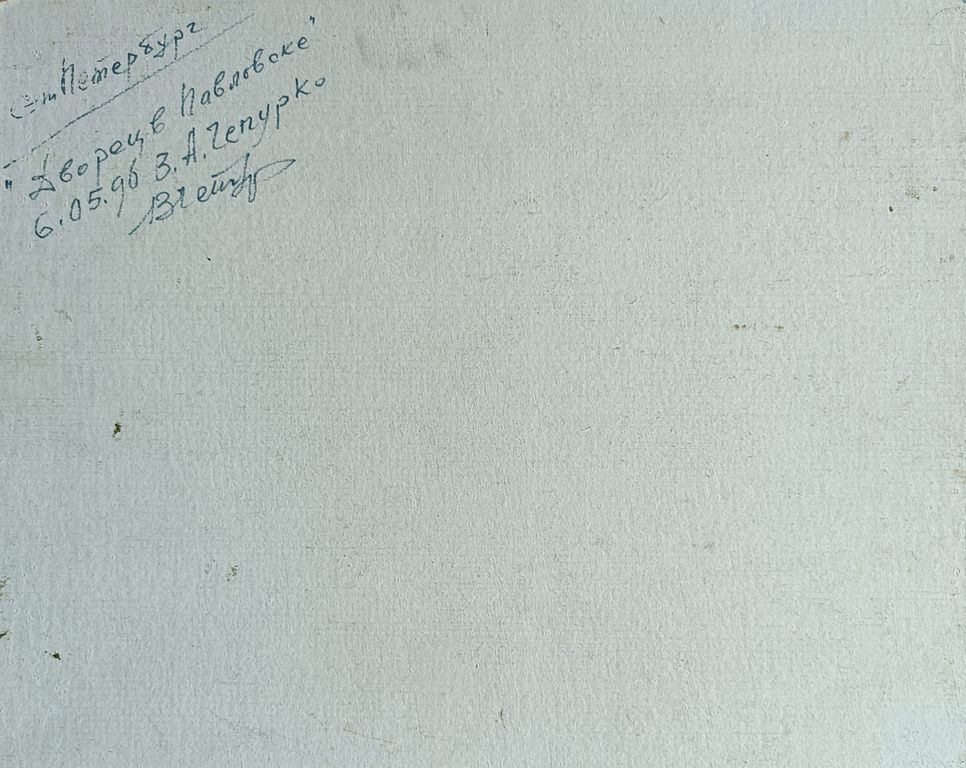 Петербург
"Дворец в Павловске"
6.05.96 З.А. Чепурко